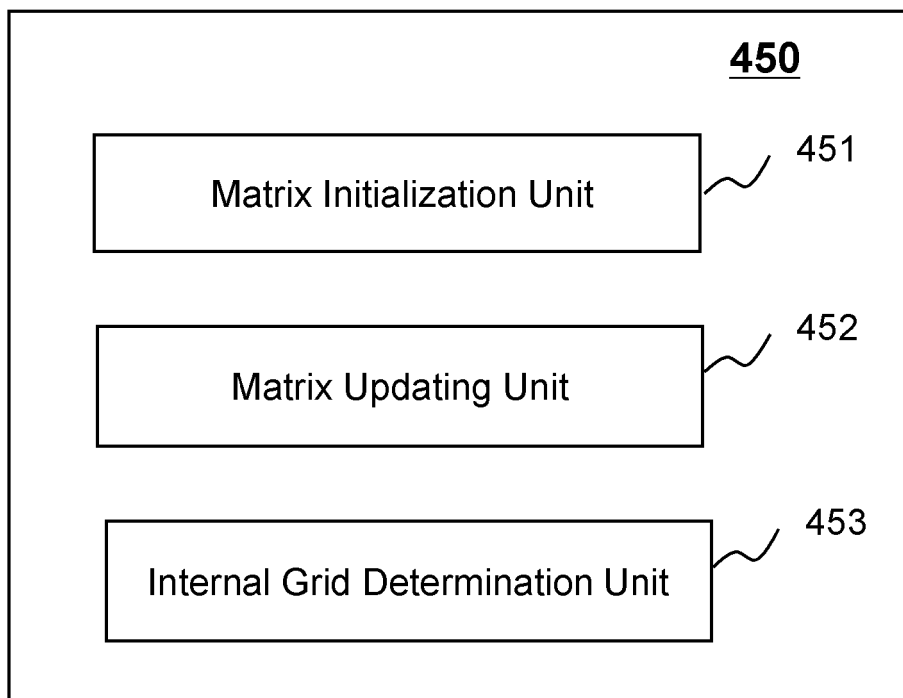 450
451
Matrix Initialization Unit
452
Matrix Updating Unit
453
Internal Grid Determination Unit